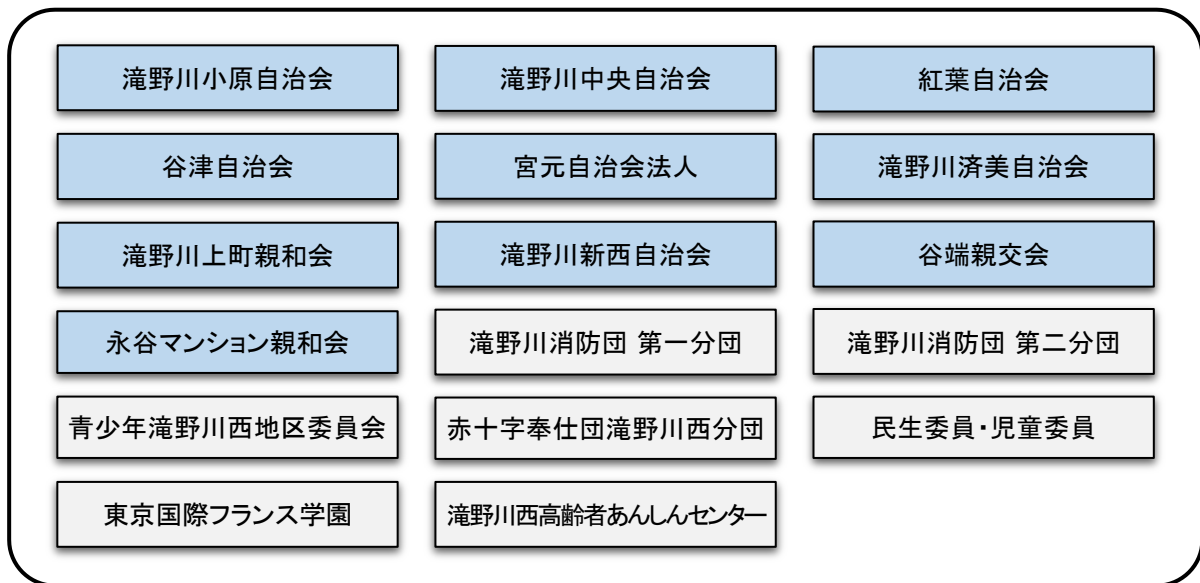 滝野川小原自治会
滝野川中央自治会
紅葉自治会
谷津自治会
宮元自治会法人
滝野川済美自治会
滝野川上町親和会
滝野川新西自治会
谷端親交会
永谷マンション親和会
滝野川消防団 第一分団
滝野川消防団 第二分団
青少年滝野川西地区委員会
赤十字奉仕団滝野川西分団
民生委員・児童委員
東京国際フランス学園
滝野川西高齢者あんしんセンター